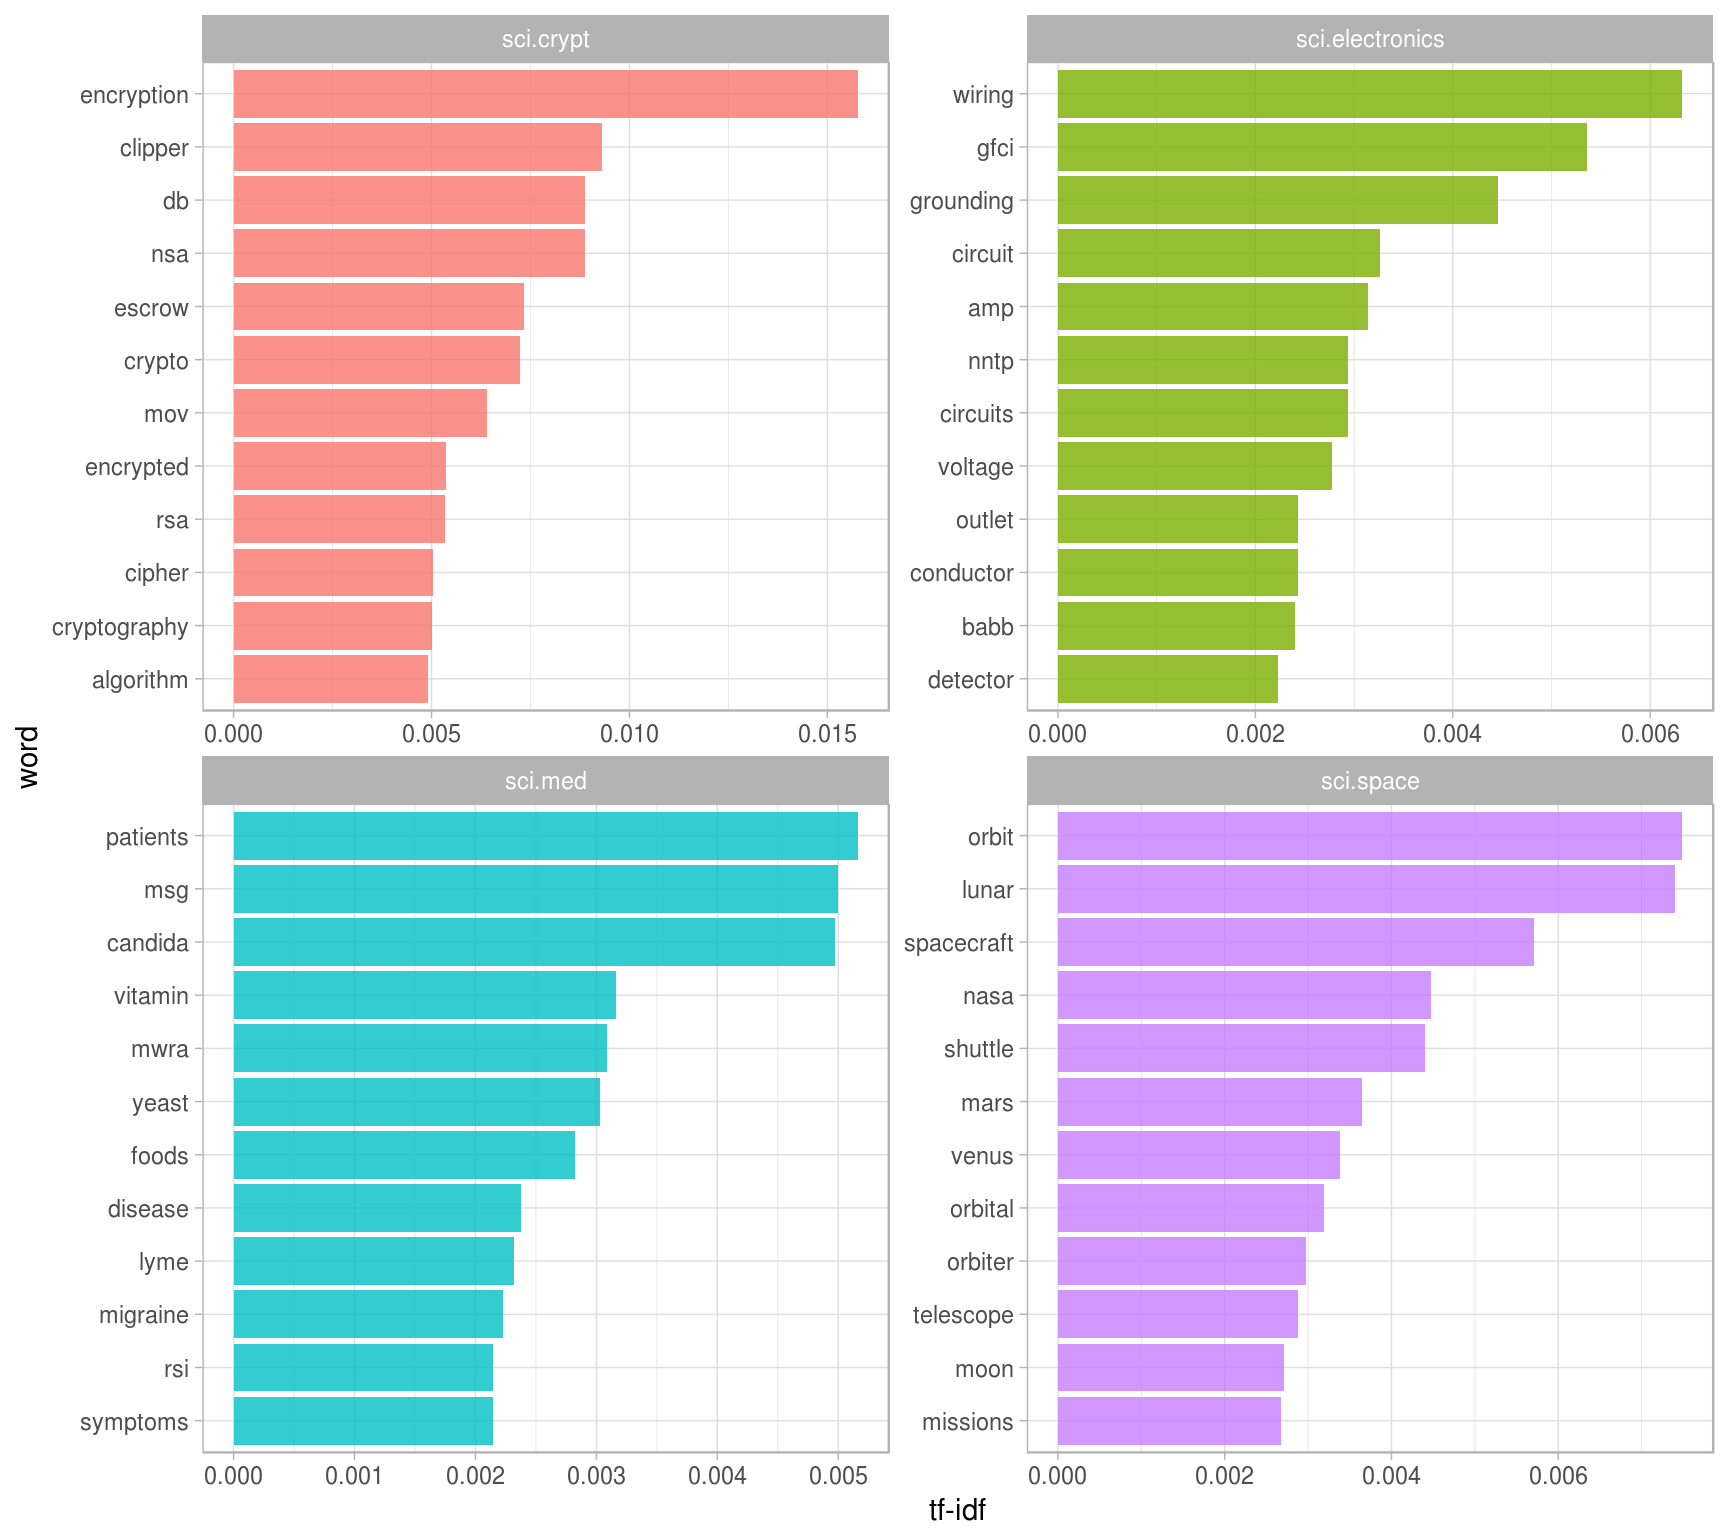 sci.crypt
encryption
clipper
db
nsa
escrow
crypto
mov
encrypted
rsa
cipher
cryptography
algorithm
0.000 0.005 0.010 0.015
sci.electronics
wiring
gfci
grounding
circuit
amp
nntp
circuits
voltage
outlet
conductor
babb
detector
0.000 0.002 0.004 0.006
word
sci.med
patients
msg
candida
vitamin
mwra
yeast
foods
disease
lyme
migraine
rsi
symptoms
0.000 0.001 0.002 0.003 0.004 0.005
sci.space
orbit
lunar
spacecraft
nasa
shuttle
mars
venus
orbital
orbiter
telescope
moon
missions
0.000 0.002 0.004 0.006
tf-idf